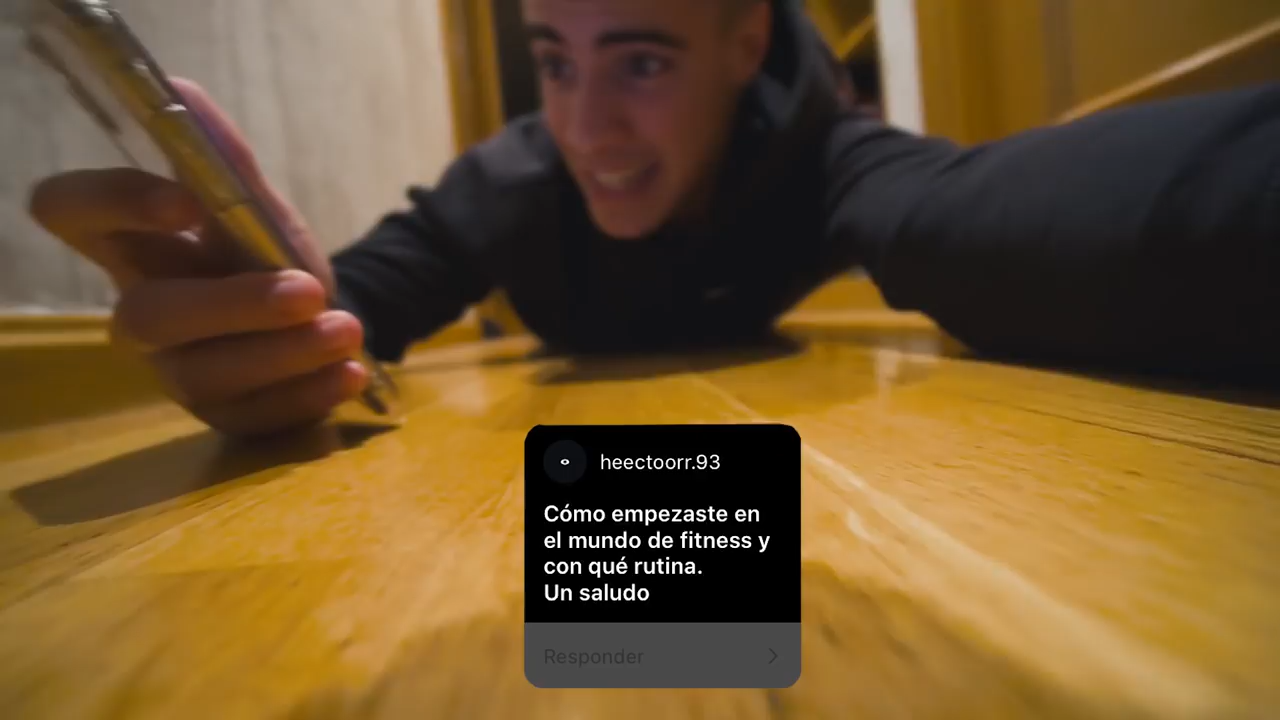 heectoorr.93
Cómo empezaste en
el mundo de fitness y
con qué rutina.
Un saludo
Responder